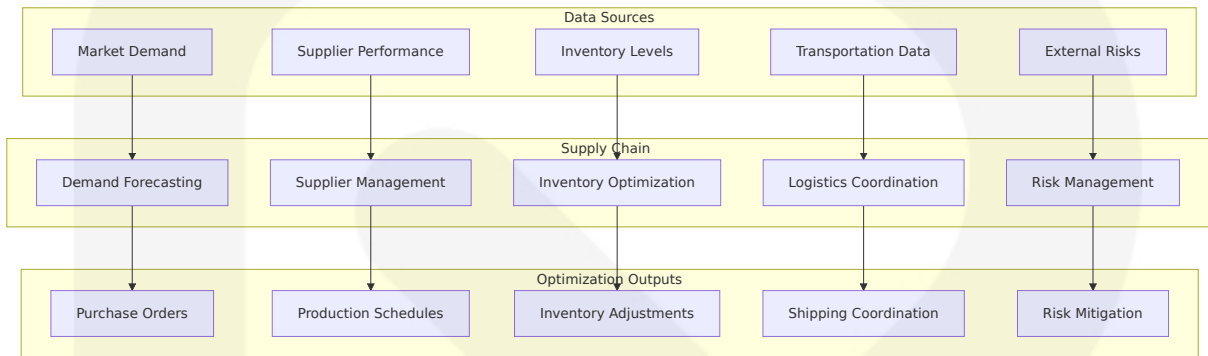 Data Sources
Market Demand
Supplier Performance
Inventory Levels
Transportation Data
External Risks
Supply Chain
Demand Forecasting
Supplier Management
Inventory Optimization
Logistics Coordination
Risk Management
Optimization Outputs
Purchase Orders
Production Schedules
Inventory Adjustments
Shipping Coordination
Risk Mitigation